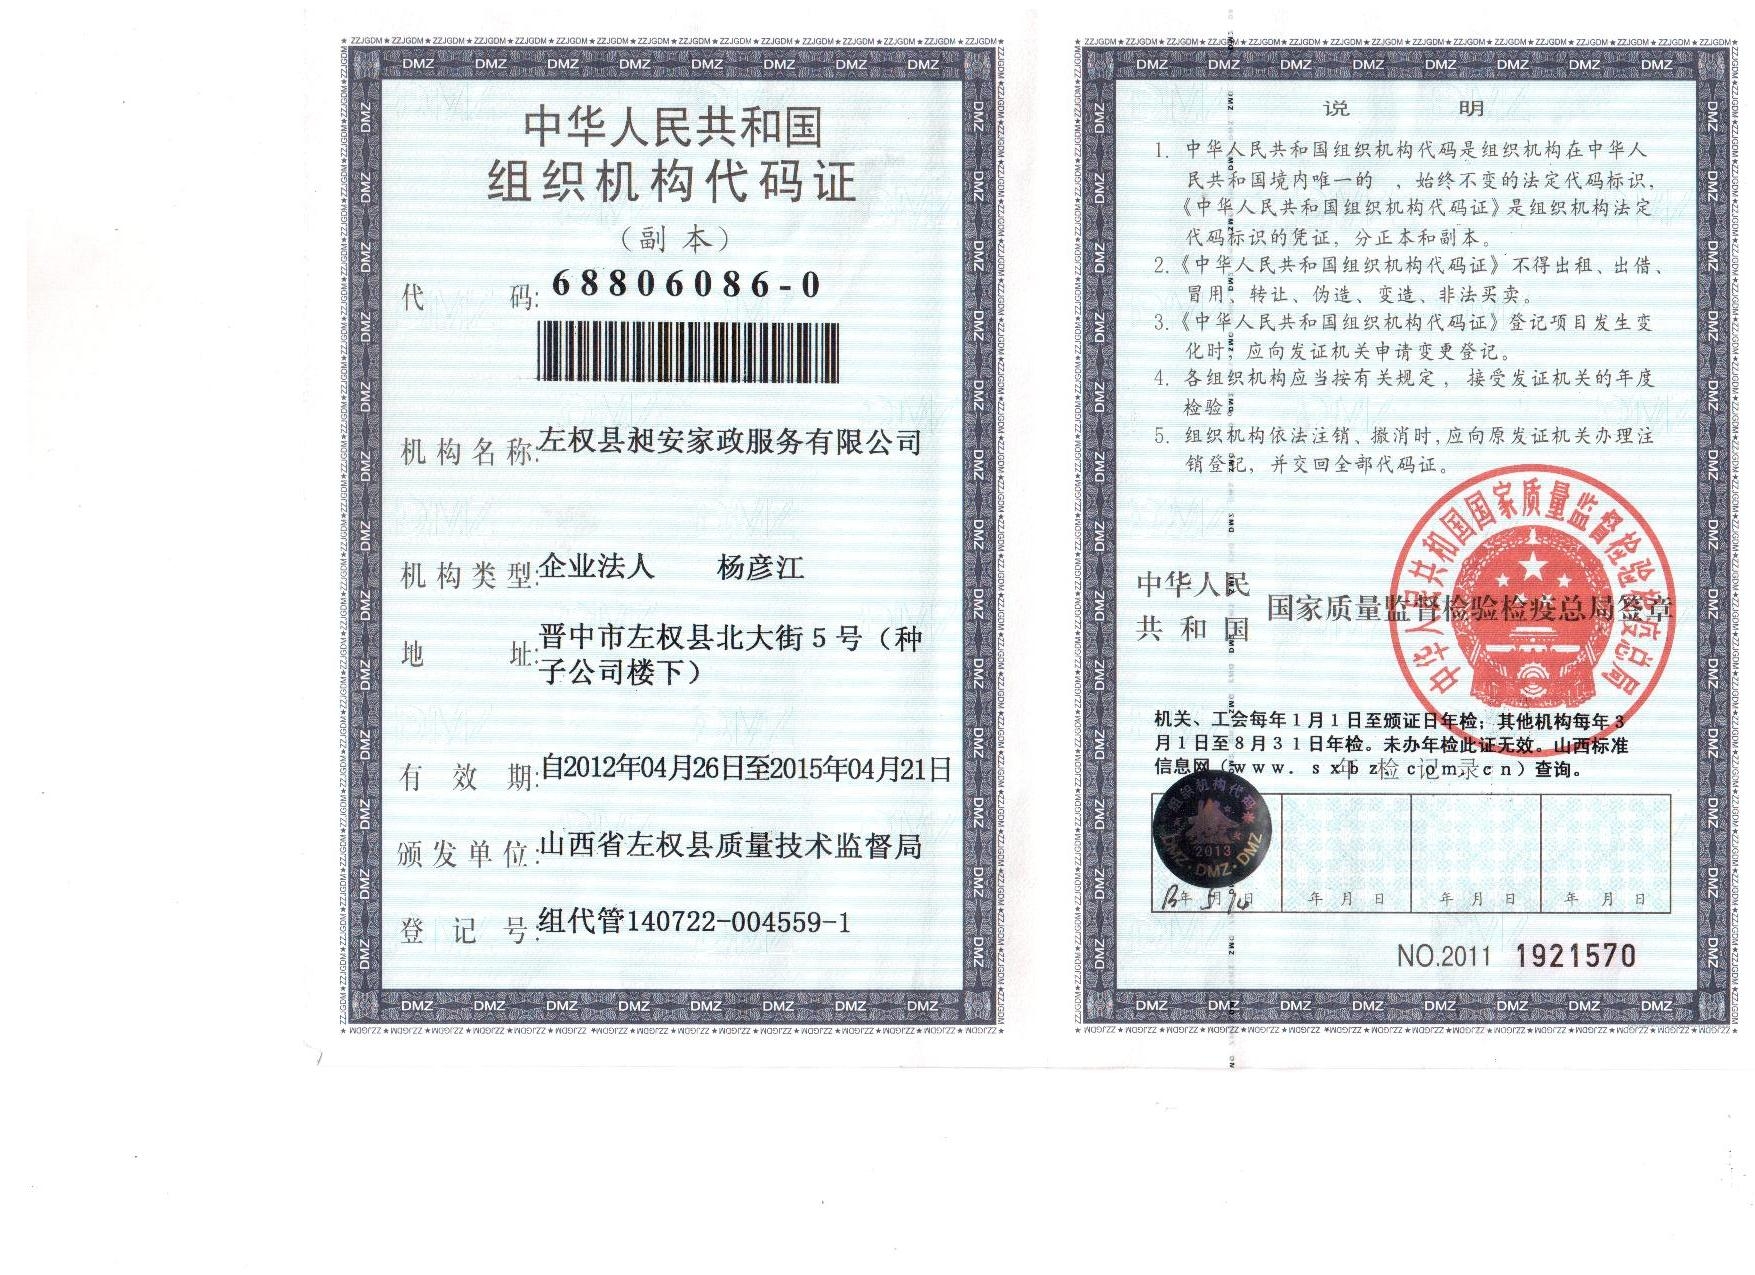 中华人民共和国
组织机构代码证
（副 本）
代 码: 68806086-0
机构名称: 左权县昶安家政服务有限公司
机构类型: 企业法人 杨彦江
地 址: 晋中市左权县北大街5号（种
子公司楼下）
有 效 期: 自2012年04月26日至2015年04月21日
颁发单位: 山西省左权县质量技术监督局
登 记 号: 组代管140722-004559-1
说 明
1. 中华人民共和国组织机构代码是组织机构在中华人
民共和国境内唯一的 ，始终不变的法定代码标识，
《中华人民共和国组织机构代码证》是组织机构法定
代码标识的凭证，分正本和副本。
2.《中华人民共和国组织机构代码证》不得出租、出借、
冒用、转让、伪造、变造、非法买卖。
3.《中华人民共和国组织机构代码证》登记项目发生变
化时，应向发证机关申请变更登记。
4. 各组织机构应当按有关规定，接受发证机关的年度
检验。
5. 组织机构依法注销、撤消时,应向原发证机关办理注
销登记，并交回全部代码证。
中华人民
共和国 国家质量监督检验检疫总局签章
中华人民共和国国家质量监督检验检疫总局
机关、工会每年1月1日至颁证日年检；其他机构每年3
月1日至8月31日年检。未办年检此证无效。山西标准
信息网（www．sxbz．com．cn）查询。
年检记录
组织机构代码
2013
DMZ·DMZ·DMZ
年 月 日
年 月 日
年 月 日
年 月 日
NO.2011 1921570